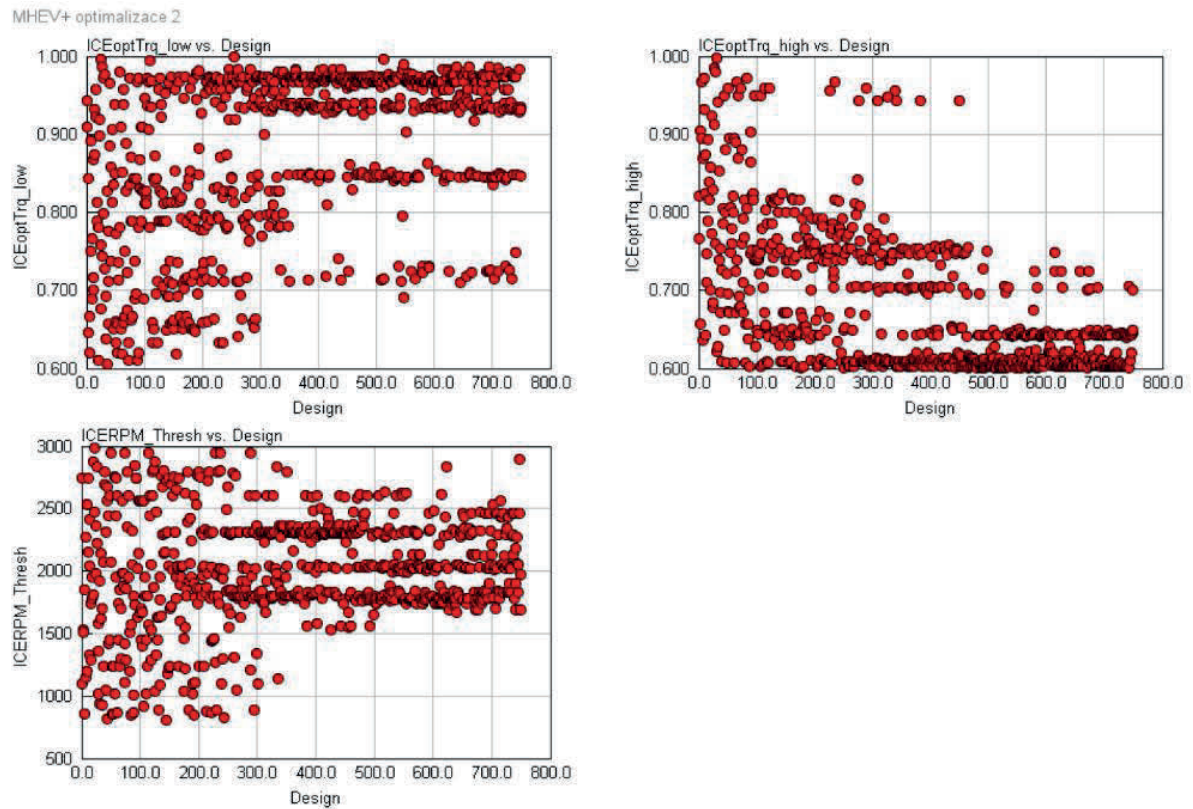 MHEV+ optimalizace 2
ICEoptTrq_low vs. Design
1.000
0.900
0.800
0.700
0.600
ICEoptTrq_low
0.0 100.0 200.0 300.0 400.0 500.0 600.0 700.0 800.0
Design
ICEoptTrq_high vs. Design
1.000
0.900
0.800
0.700
0.600
ICEoptTrq_high
0.0 100.0 200.0 300.0 400.0 500.0 600.0 700.0 800.0
Design
ICERPM_Thresh vs. Design
3000
2500
2000
1500
1000
500
ICERPM_Thresh
0.0 100.0 200.0 300.0 400.0 500.0 600.0 700.0 800.0
Design